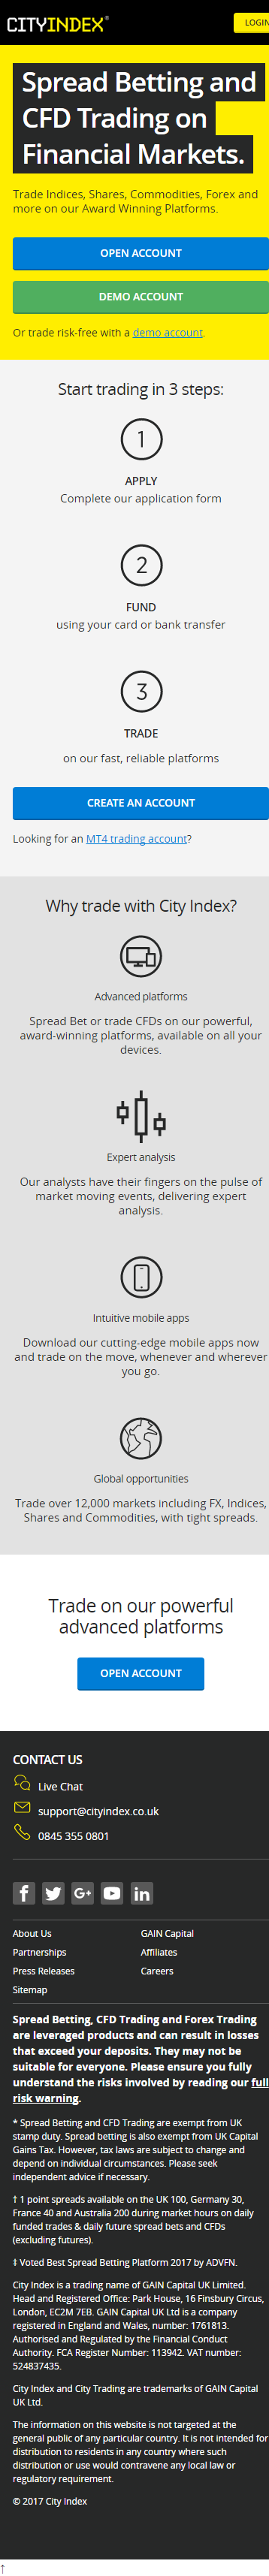 CITYINDEX®
LOGIN
Spread Betting and
CFD Trading on
Financial Markets.
Trade Indices, Shares, Commodities, Forex and
more on our Award Winning Platforms.
OPEN ACCOUNT
DEMO ACCOUNT
Or trade risk-free with a demo account.
Start trading in 3 steps:
1
APPLY
Complete our application form
2
FUND
using your card or bank transfer
3
TRADE
on our fast, reliable platforms
CREATE AN ACCOUNT
Looking for an MT4 trading account?
Why trade with City Index?
Advanced platforms
Spread Bet or trade CFDs on our powerful,
award-winning platforms, available on all your
devices.
Expert analysis
Our analysts have their fingers on the pulse of
market moving events, delivering expert
analysis.
Intuitive mobile apps
Download our cutting-edge mobile apps now
and trade on the move, whenever and wherever
you go.
Global opportunities
Trade over 12,000 markets including FX, Indices,
Shares and Commodities, with tight spreads.
Trade on our powerful
advanced platforms
OPEN ACCOUNT
CONTACT US
Live Chat
support@cityindex.co.uk
0845 355 0801
f G+ You in
About Us GAIN Capital
Partnerships Affiliates
Press Releases Careers
Sitemap
Spread Betting, CFD Trading and Forex Trading
are leveraged products and can result in losses
that exceed your deposits. They may not be
suitable for everyone. Please ensure you fully
understand the risks involved by reading our full
risk warning.
* Spread Betting and CFD Trading are exempt from UK
stamp duty. Spread betting is also exempt from UK Capital
Gains Tax. However, tax laws are subject to change and
depend on individual circumstances. Please seek
independent advice if necessary.
† 1 point spreads available on the UK 100, Germany 30,
France 40 and Australia 200 during market hours on daily
funded trades & daily future spread bets and CFDs
(excluding futures).
‡ Voted Best Spread Betting Platform 2017 by ADVFN.
City Index is a trading name of GAIN Capital UK Limited.
Head and Registered Office: Park House, 16 Finsbury Circus,
London, EC2M 7EB. GAIN Capital UK Ltd is a company
registered in England and Wales, number: 1761813.
Authorised and Regulated by the Financial Conduct
Authority. FCA Register Number: 113942. VAT number:
524837435.
City Index and City Trading are trademarks of GAIN Capital
UK Ltd.
The information on this website is not targeted at the
general public of any particular country. It is not intended for
distribution to residents in any country where such
distribution or use would contravene any local law or
regulatory requirement.
© 2017 City Index
↑